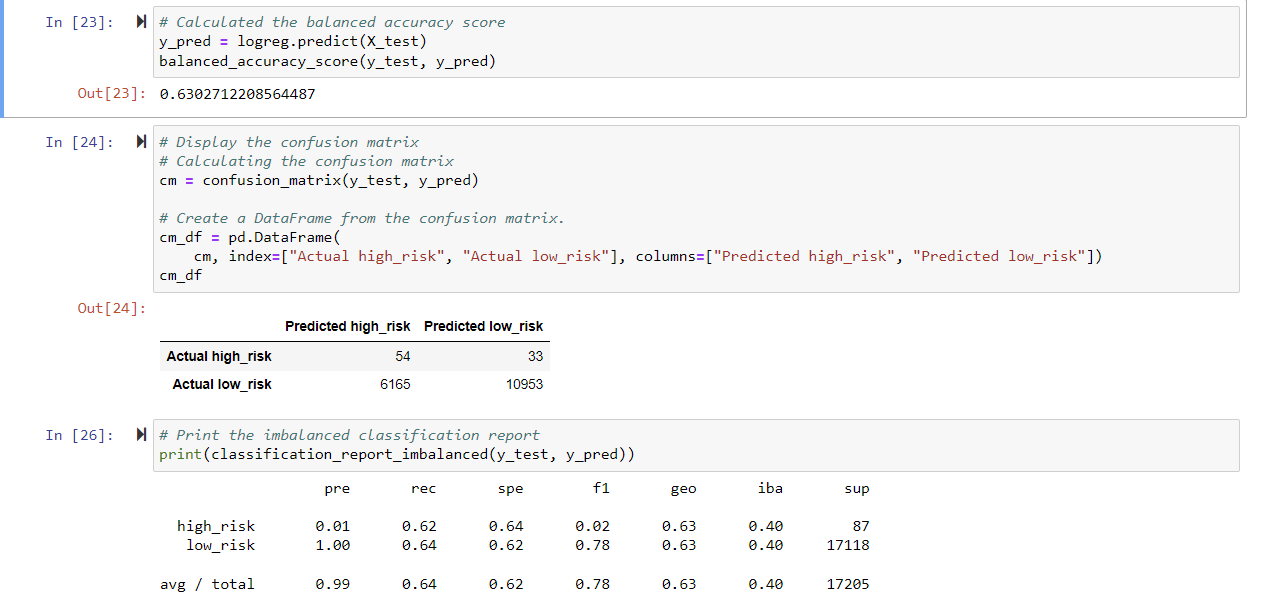 In [23]: # Calculated the balanced accuracy score
y_pred = logreg.predict(X_test)
balanced_accuracy_score(y_test, y_pred)
Out[23]: 0.6302712208564487
In [24]: # Display the confusion matrix
# Calculating the confusion matrix
cm = confusion_matrix(y_test, y_pred)
# Create a DataFrame from the confusion matrix.
cm_df = pd.DataFrame(
cm, index=["Actual high_risk", "Actual low_risk"], columns=["Predicted high_risk", "Predicted low_risk"])
cm_df
Out[24]:
Predicted high_risk Predicted low_risk
Actual high_risk 54 33
Actual low_risk 6165 10953
In [26]: # Print the imbalanced classification report
print(classification_report_imbalanced(y_test, y_pred))
pre rec spe f1 geo iba sup
high_risk 0.01 0.62 0.64 0.02 0.63 0.40 87
low_risk 1.00 0.64 0.62 0.78 0.63 0.40 17118
avg / total 0.99 0.64 0.62 0.78 0.63 0.40 17205